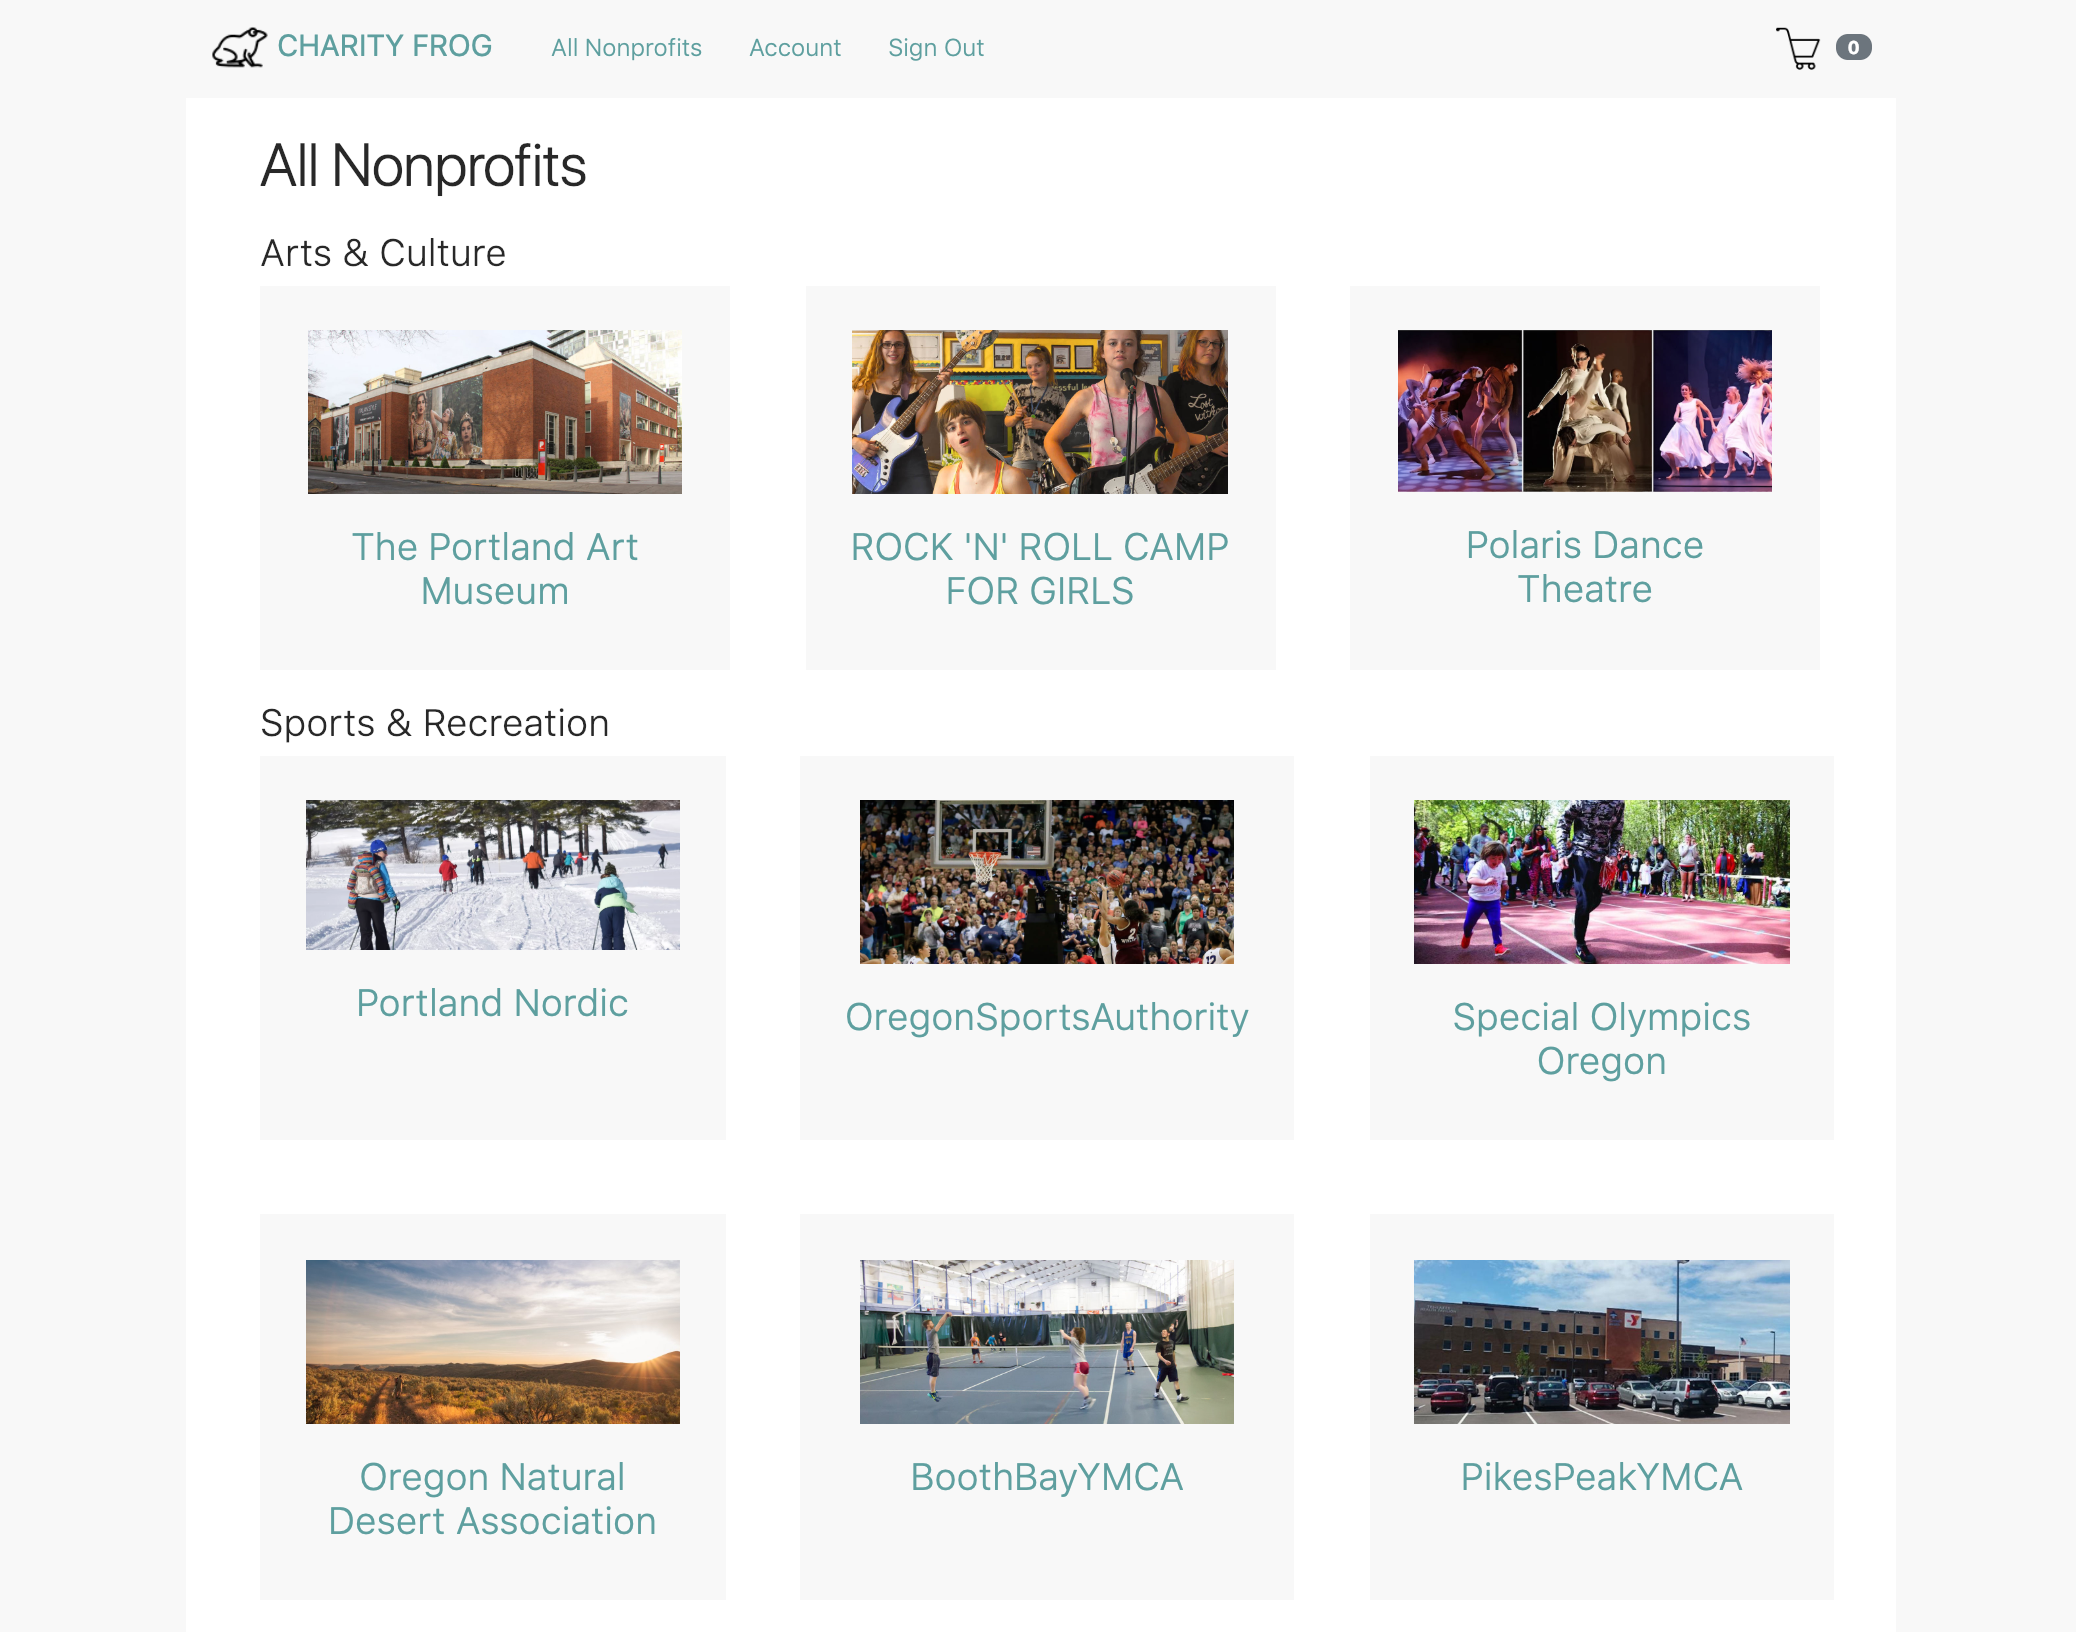 CHARITY FROG
All Nonprofits
Account
Sign Out
0
All Nonprofits
Arts & Culture
The Portland Art
Museum
ROCK 'N' ROLL CAMP
FOR GIRLS
Polaris Dance
Theatre
Sports & Recreation
2
12
Portland Nordic
OregonSportsAuthority
Special Olympics
Oregon
Oregon Natural
Desert Association
BoothBayYMCA
PikesPeakYMCA